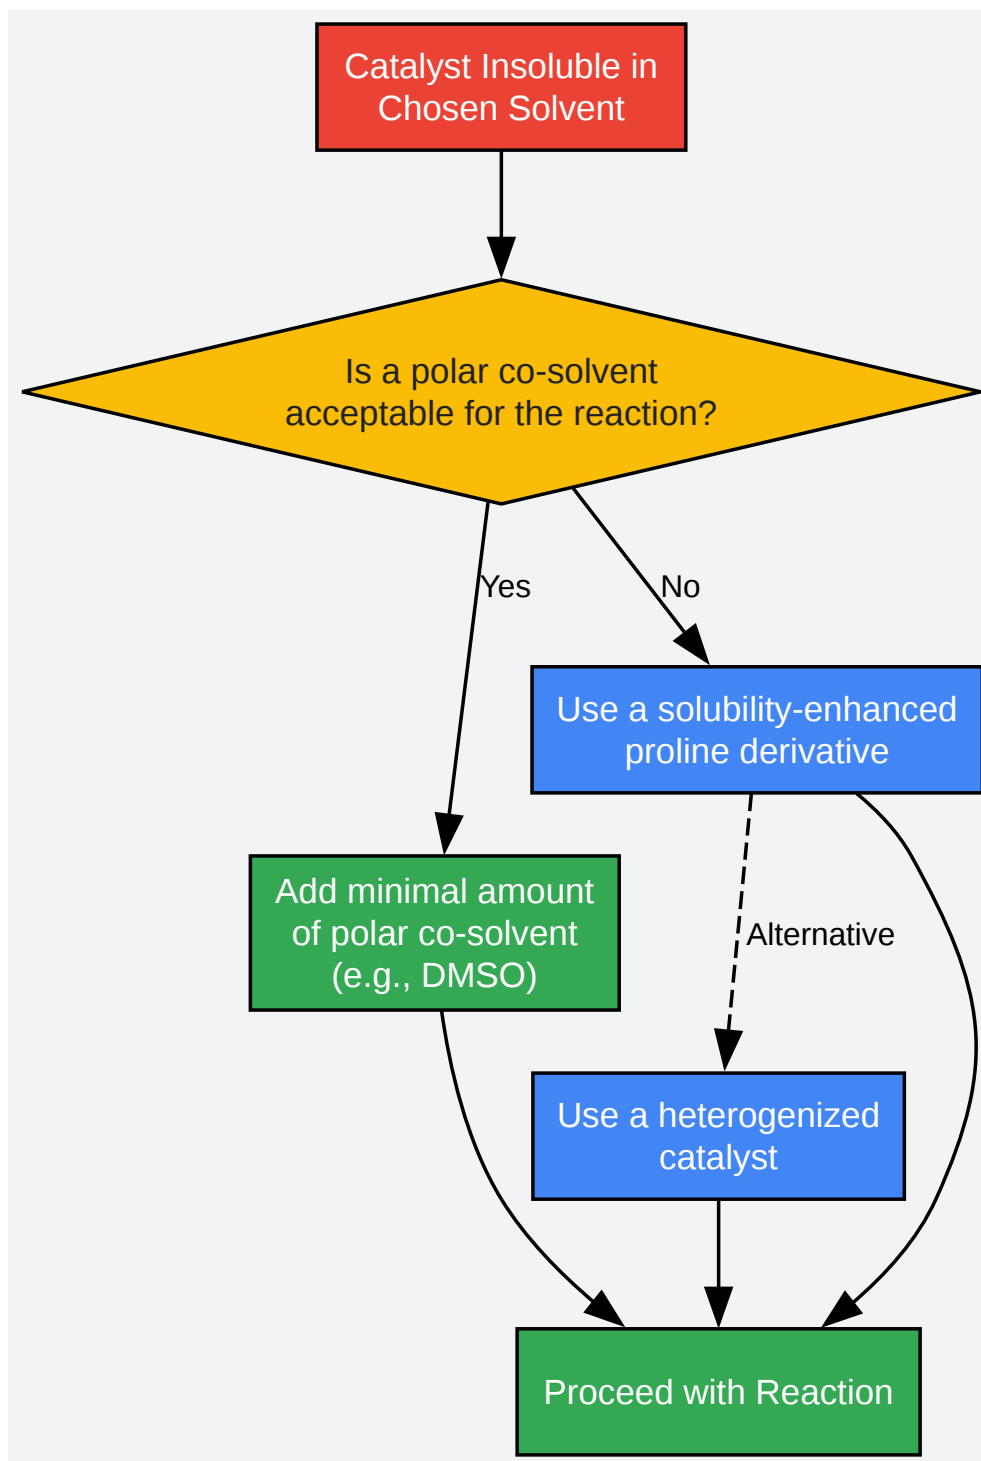 Catalyst Insoluble in
Chosen Solvent
Is a polar co-solvent
acceptable for the reaction?
Yes
No
Use a solubility-enhanced
proline derivative
Add minimal amount
of polar co-solvent
(e.g., DMSO)
Alternative
Use a heterogenized
catalyst
Proceed with Reaction